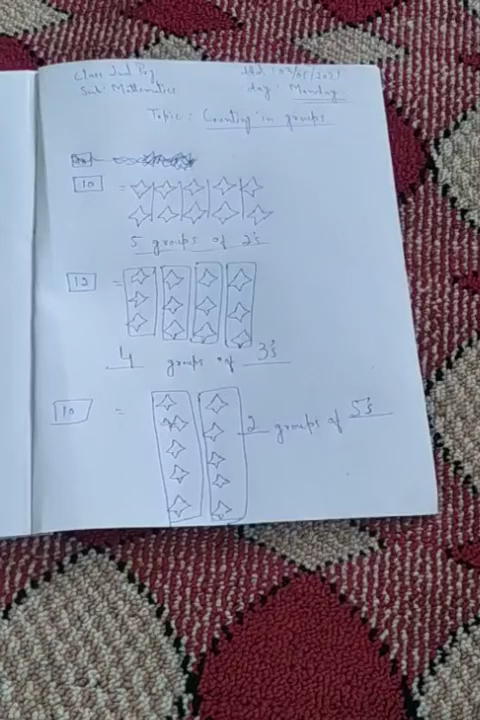 Class 2nd
Sub: Mathematics
day: Monday
Topic: Counting in groups
10 =
5 groups of 2's
12 =
4 groups of 3's
10 =
2 groups of 5's